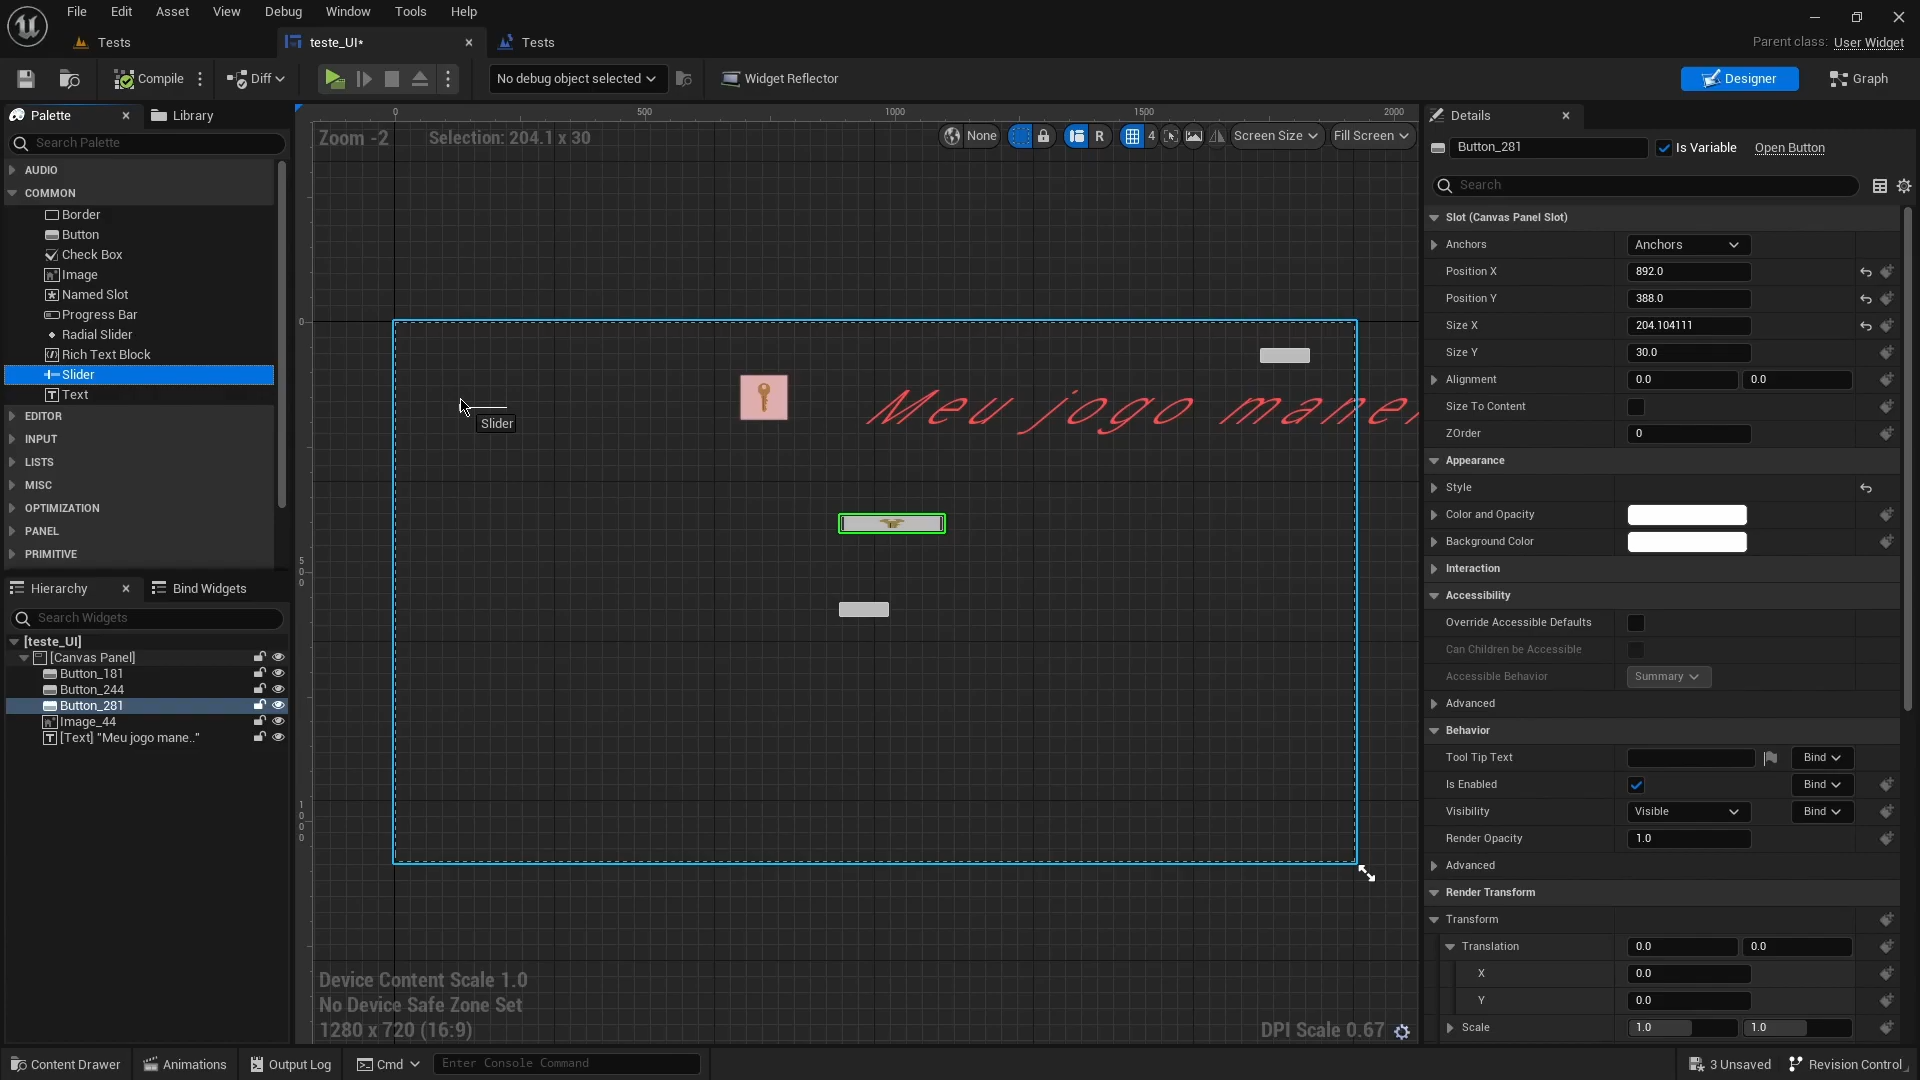 File Edit Asset View Debug Window Tools Help
Tests
teste_UI*
Tests
Parent class: User Widget
Compile
Diff
No debug object selected
Widget Reflector
Designer
Graph
Palette
Library
Search Palette
AUDIO
COMMON
Border
Button
Check Box
Image
Named Slot
Progress Bar
Radial Slider
Rich Text Block
Slider
Text
EDITOR
INPUT
LISTS
MISC
OPTIMIZATION
PANEL
PRIMITIVE
Hierarchy
Bind Widgets
Search Widgets
[teste_UI]
[Canvas Panel]
Button_181
Button_244
Button_281
Image_44
[Text] "Meu jogo mane.."
0 500 1000 1500 2000
Zoom -2
Selection: 204.1 x 30
None
R
4
Screen Size
Fill Screen
0
500
1000
Slider
Meu jogo mane
Device Content Scale 1.0
No Device Safe Zone Set
1280 x 720 (16:9)
DPI Scale 0.67
Details
Button_281
Is Variable
Open Button
Search
Slot (Canvas Panel Slot)
Anchors Anchors
Position X 892.0
Position Y 388.0
Size X 204.104111
Size Y 30.0
Alignment 0.0 0.0
Size To Content
ZOrder 0
Appearance
Style
Color and Opacity
Background Color
Interaction
Accessibility
Override Accessible Defaults
Can Children be Accessible
Accessible Behavior Summary
Advanced
Behavior
Tool Tip Text Bind
Is Enabled Bind
Visibility Visible Bind
Render Opacity 1.0
Advanced
Render Transform
Transform
Translation 0.0 0.0
X 0.0
Y 0.0
Scale 1.0 1.0
Content Drawer
Animations
Output Log
Cmd
Enter Console Command
3 Unsaved
Revision Control